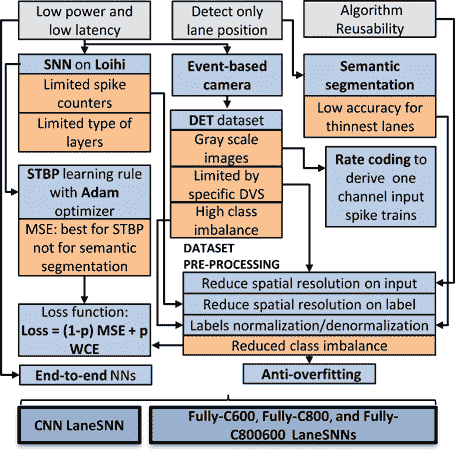 Low power and
low latency
Detect only
lane position
Algorithm
Reusability
SNN on Loihi
Limited spike
counters
Limited type of
layers
Event-based
camera
Semantic
segmentation
Low accuracy for
thinnest lanes
DET dataset
Gray scale
images
Limited by
specific DVS
High class
imbalance
Rate coding to
derive one
channel input
spike trains
STBP learning rule
with Adam
optimizer
MSE: best for STBP
not for semantic
segmentation
DATASET
PRE-PROCESSING
Reduce spatial resolution on input
Reduce spatial resolution on label
Labels normalization/denormalization
Reduced class imbalance
Loss function:
Loss = (1-p) MSE + p
WCE
End-to-end NNs
Anti-overfitting
CNN LaneSNN
Fully-C600, Fully-C800, and Fully-
C800600 LaneSNNs